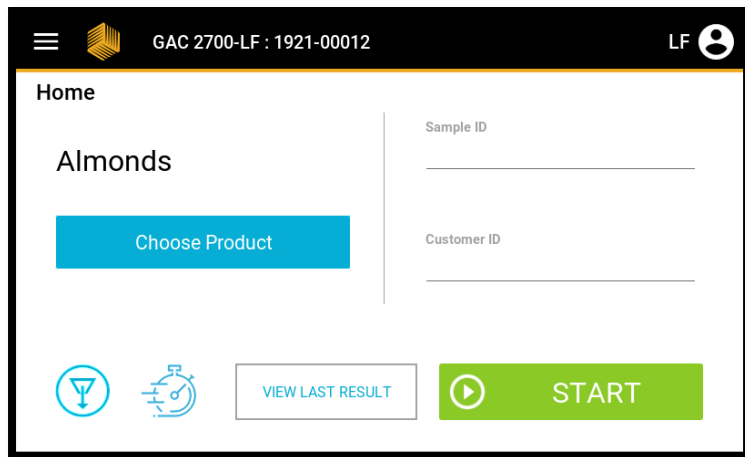 GAC 2700-LF : 1921-00012
LF
Home
Almonds
Choose Product
Sample ID
Customer ID
VIEW LAST RESULT
START